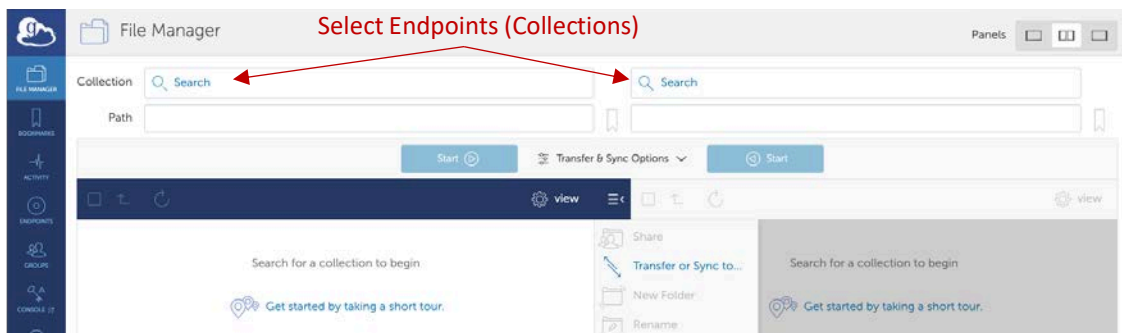 Select Endpoints (Collections)
File Manager
Panels
FILE MANAGER
Collection
Search
Search
BOOKMARKS
Path
ACTIVITY
Start
Transfer & Sync Options
Start
ENDPOINTS
view
view
GROUPS
Search for a collection to begin
Share
Transfer or Sync to...
Search for a collection to begin
CONSOLE
Get started by taking a short tour.
New Folder
Get started by taking a short tour.
Rename